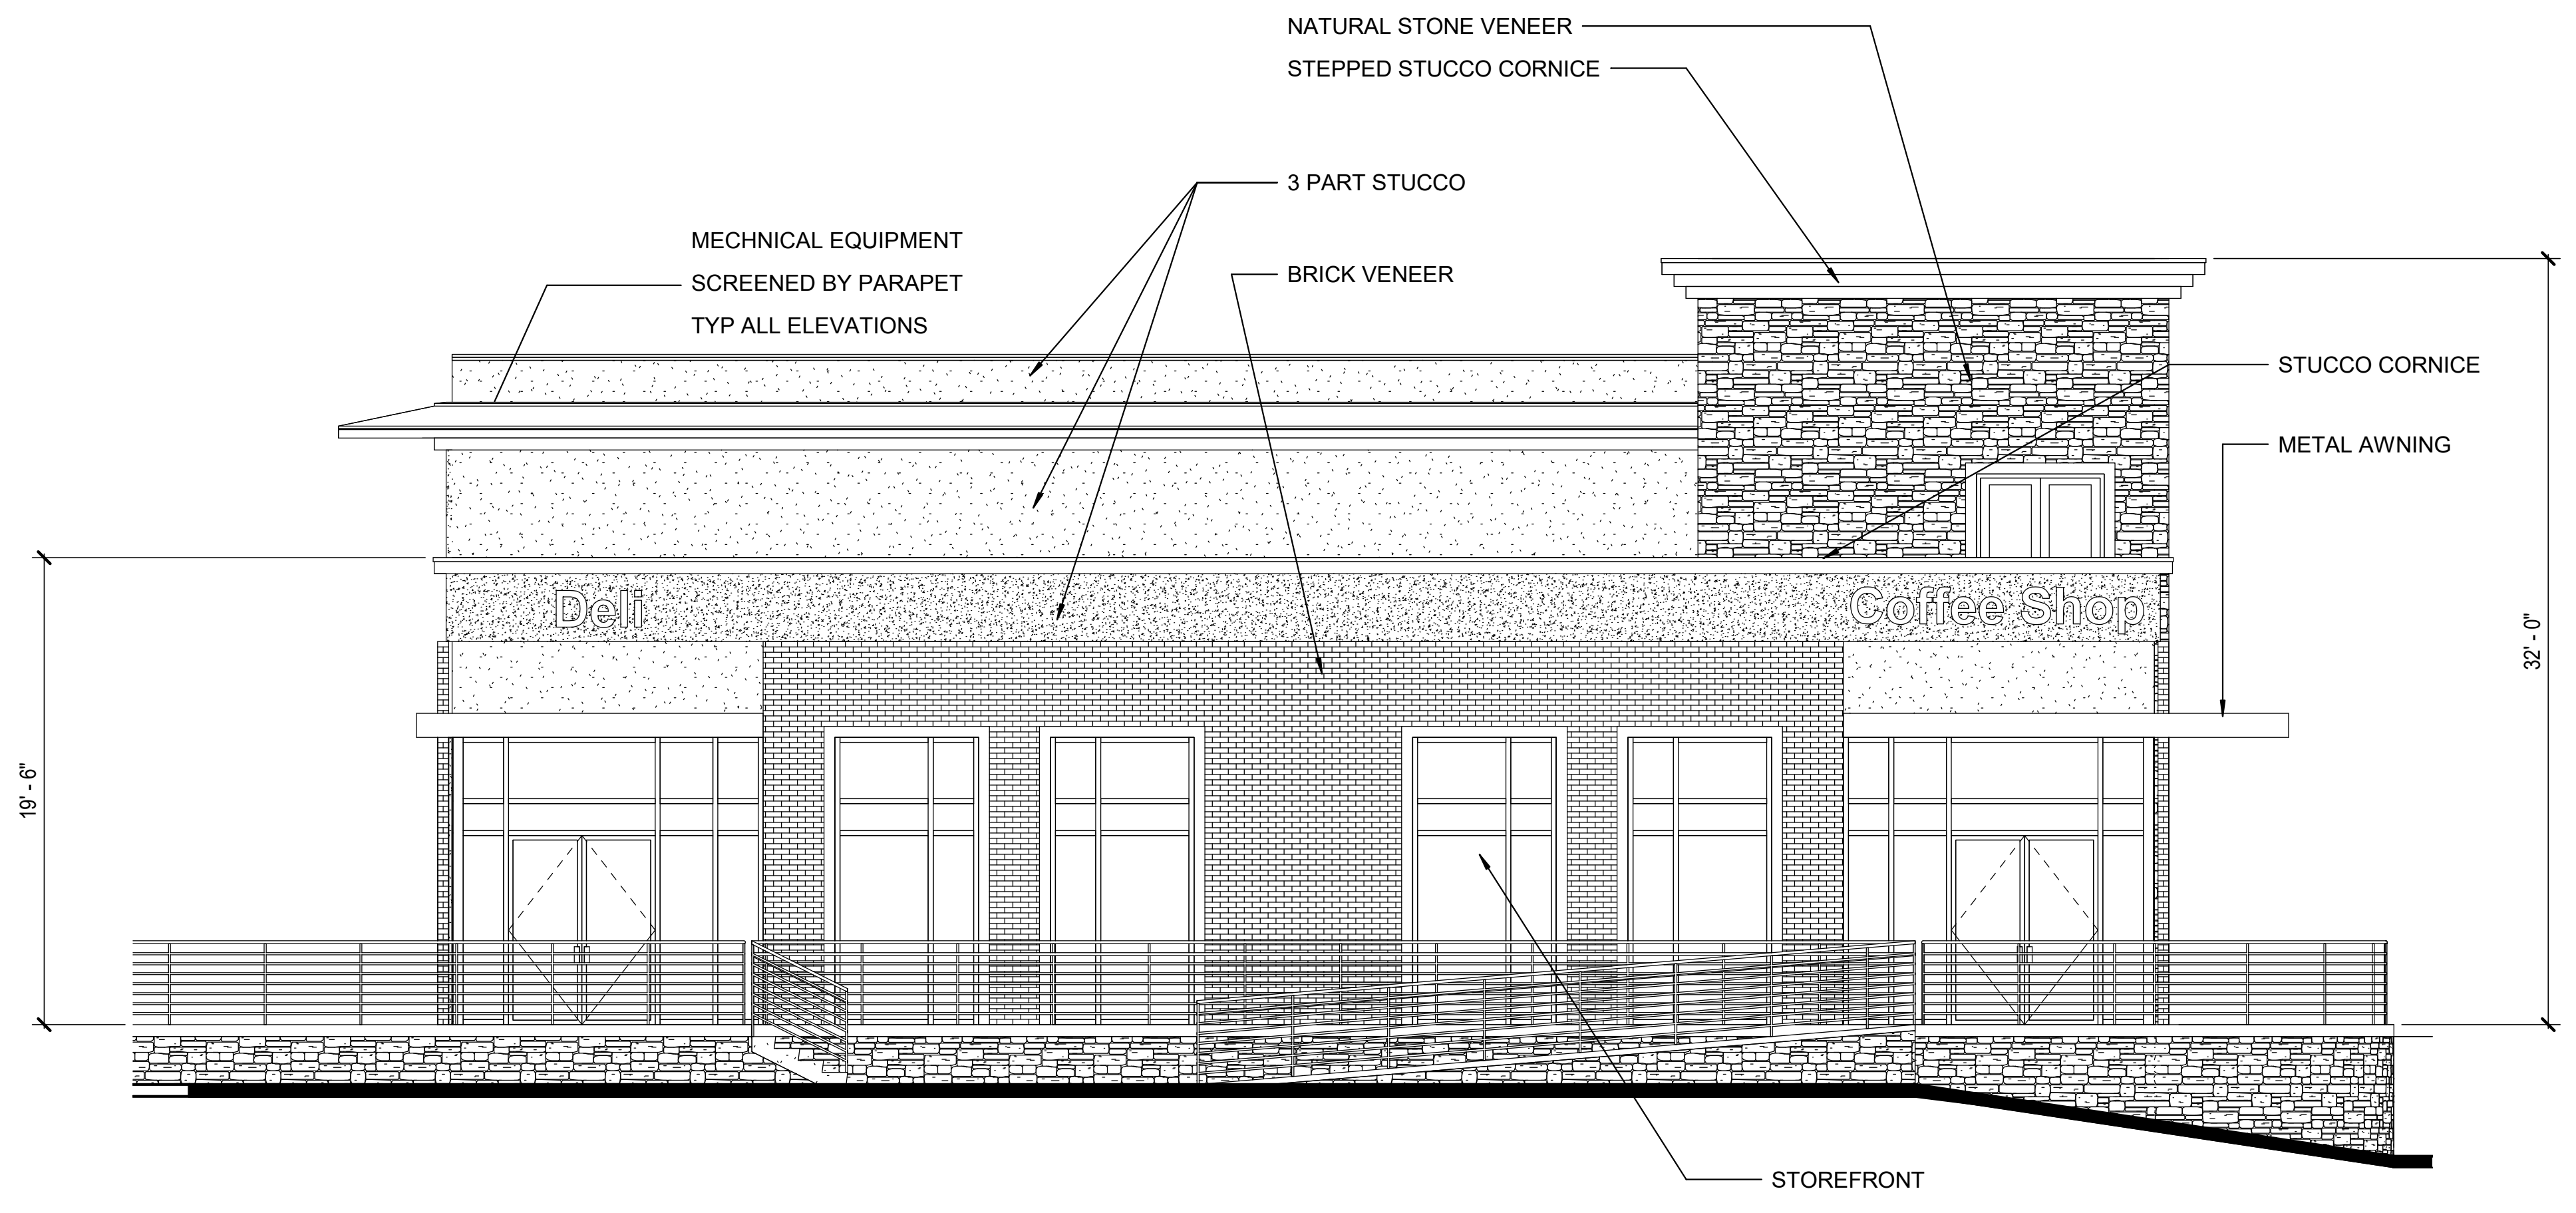 NATURAL STONE VENEER
STEPPED STUCCO CORNICE
3 PART STUCCO
MECHNICAL EQUIPMENT
SCREENED BY PARAPET
TYP ALL ELEVATIONS
BRICK VENEER
STUCCO CORNICE
METAL AWNING
Deli
Coffee Shop
32' - 0"
19' - 6"
STOREFRONT